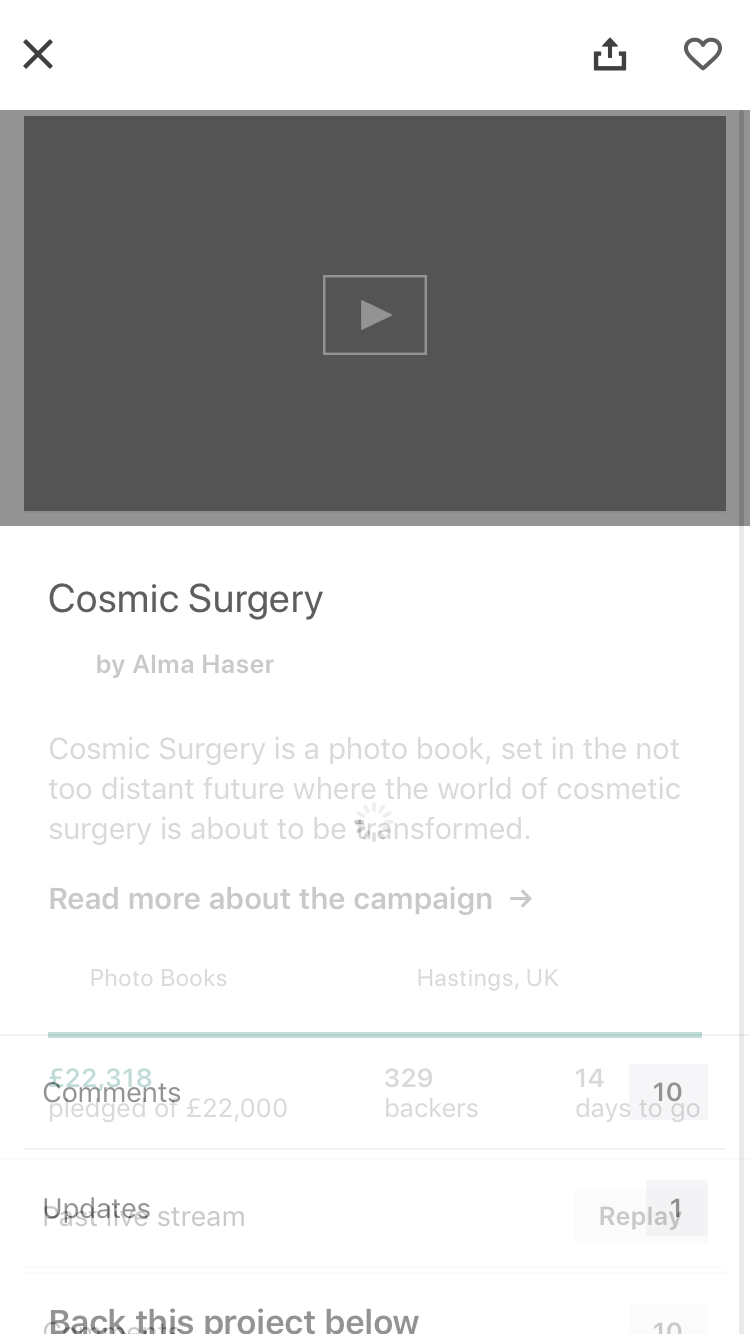 Cosmic Surgery
by Alma Haser
Cosmic Surgery is a photo book, set in the not
too distant future where the world of cosmetic
surgery is about to be transformed.
Read more about the campaign →
Photo Books Hastings, UK
£22,318 329 14
Comments 10
pledged of £22,000 backers days to go
Updates 1
Past live stream Replay
Back this project below
Comments 10